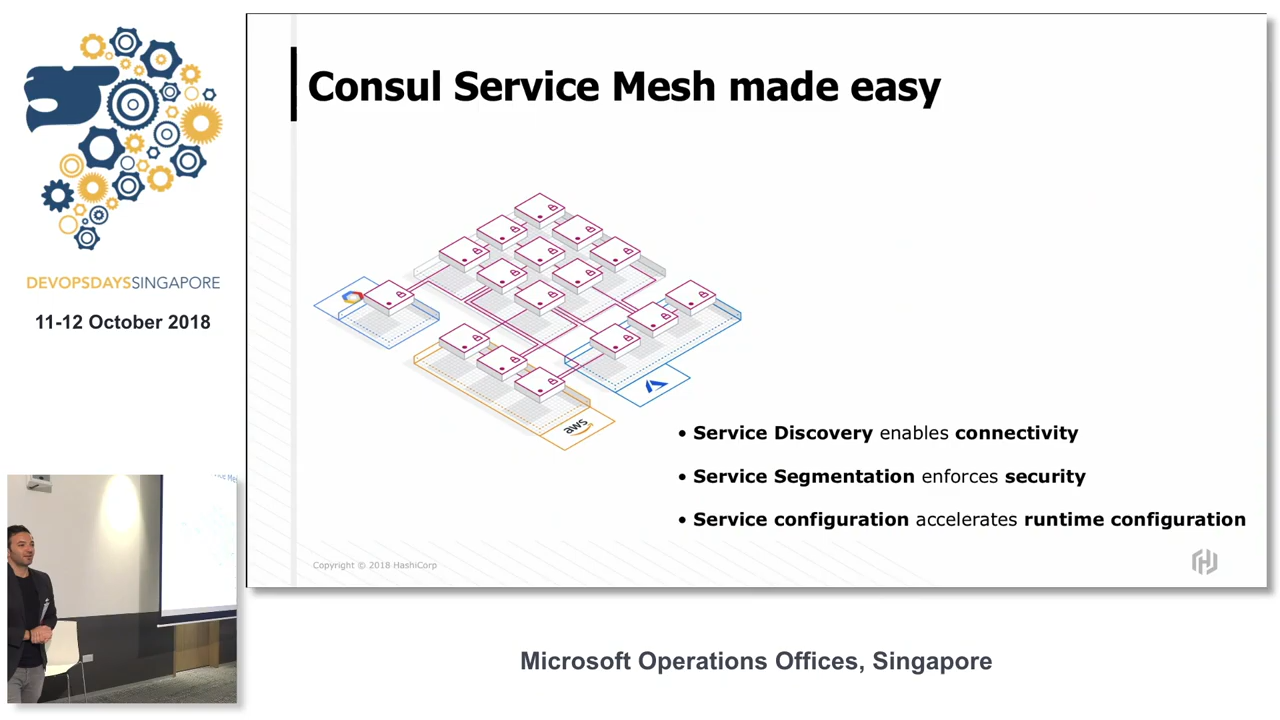 DEVOPSDAYSSINGAPORE
11-12 October 2018
Consul Service Mesh made easy
aws
• Service Discovery enables connectivity
• Service Segmentation enforces security
• Service configuration accelerates runtime configuration
Copyright © 2018 HashiCorp
Microsoft Operations Offices, Singapore